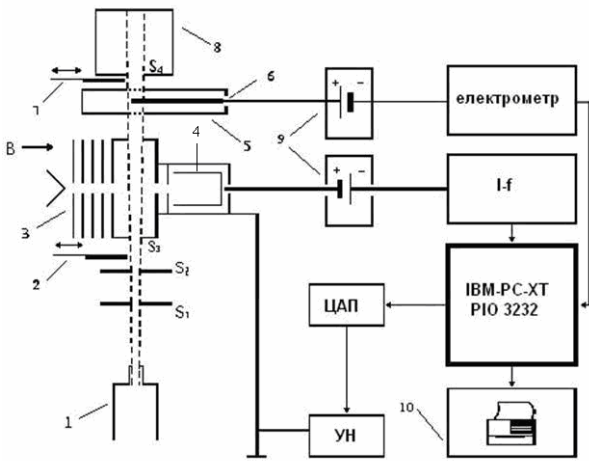 8
S4
6
+ −
електрометр
7
5
9
B
4
+ −
I-f
3
S3
2
S2
IBM-PC-XT
PIO 3232
S1
ЦАП
1
УН
10